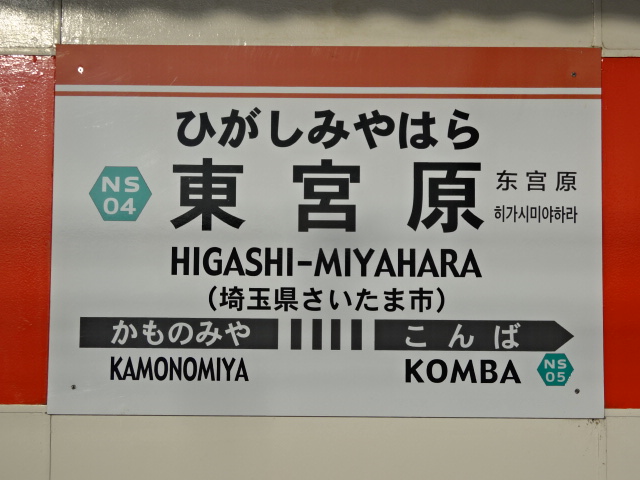 ひがしみやはら
NS
04
東宮原
东宫原
히가시미야하라
HIGASHI-MIYAHARA
(埼玉県さいたま市)
かものみや こんば
KAMONOMIYA KOMBA
NS
05